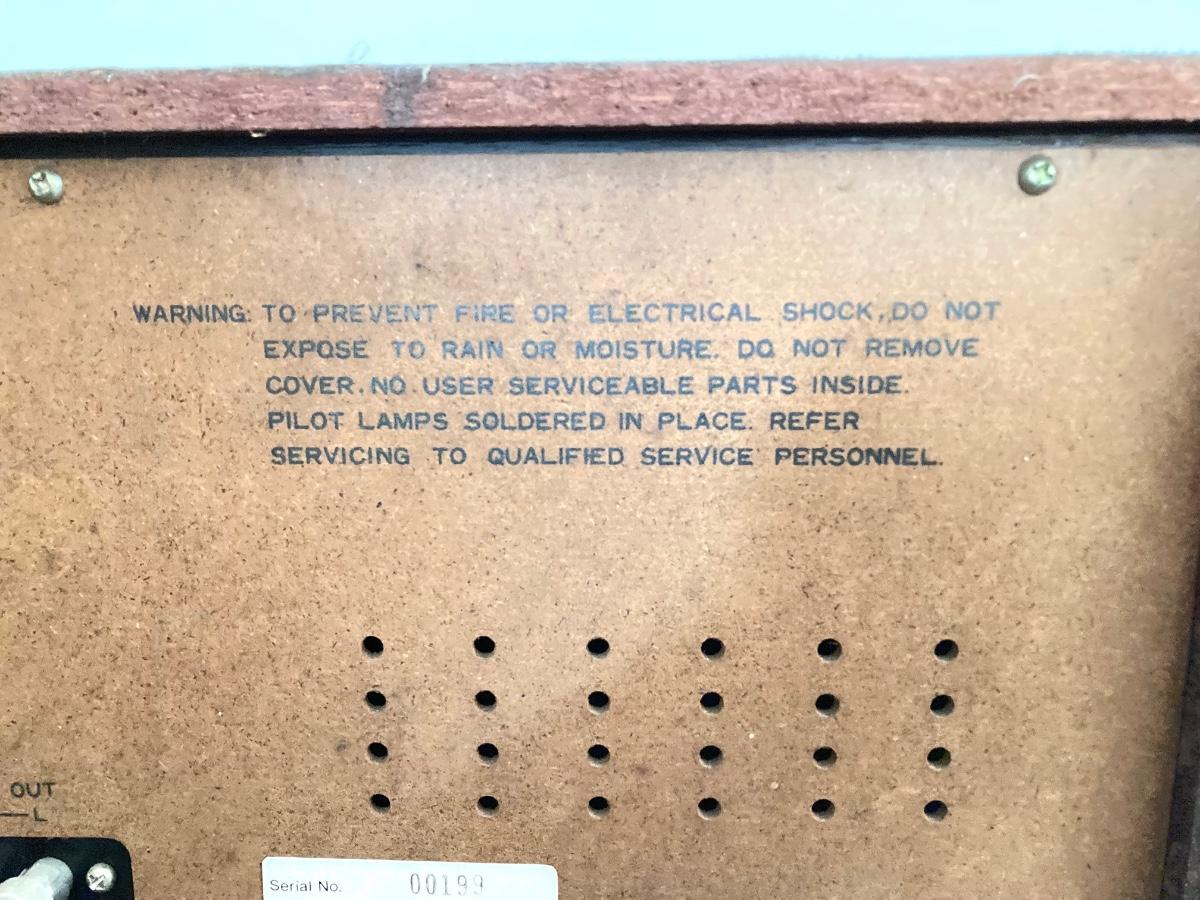 WARNING: TO PREVENT FIRE OR ELECTRICAL SHOCK, DO NOT
EXPOSE TO RAIN OR MOISTURE. DO NOT REMOVE
COVER. NO USER SERVICEABLE PARTS INSIDE.
PILOT LAMPS SOLDERED IN PLACE. REFER
SERVICING TO QUALIFIED SERVICE PERSONNEL.
OUT
L
Serial No. 00199